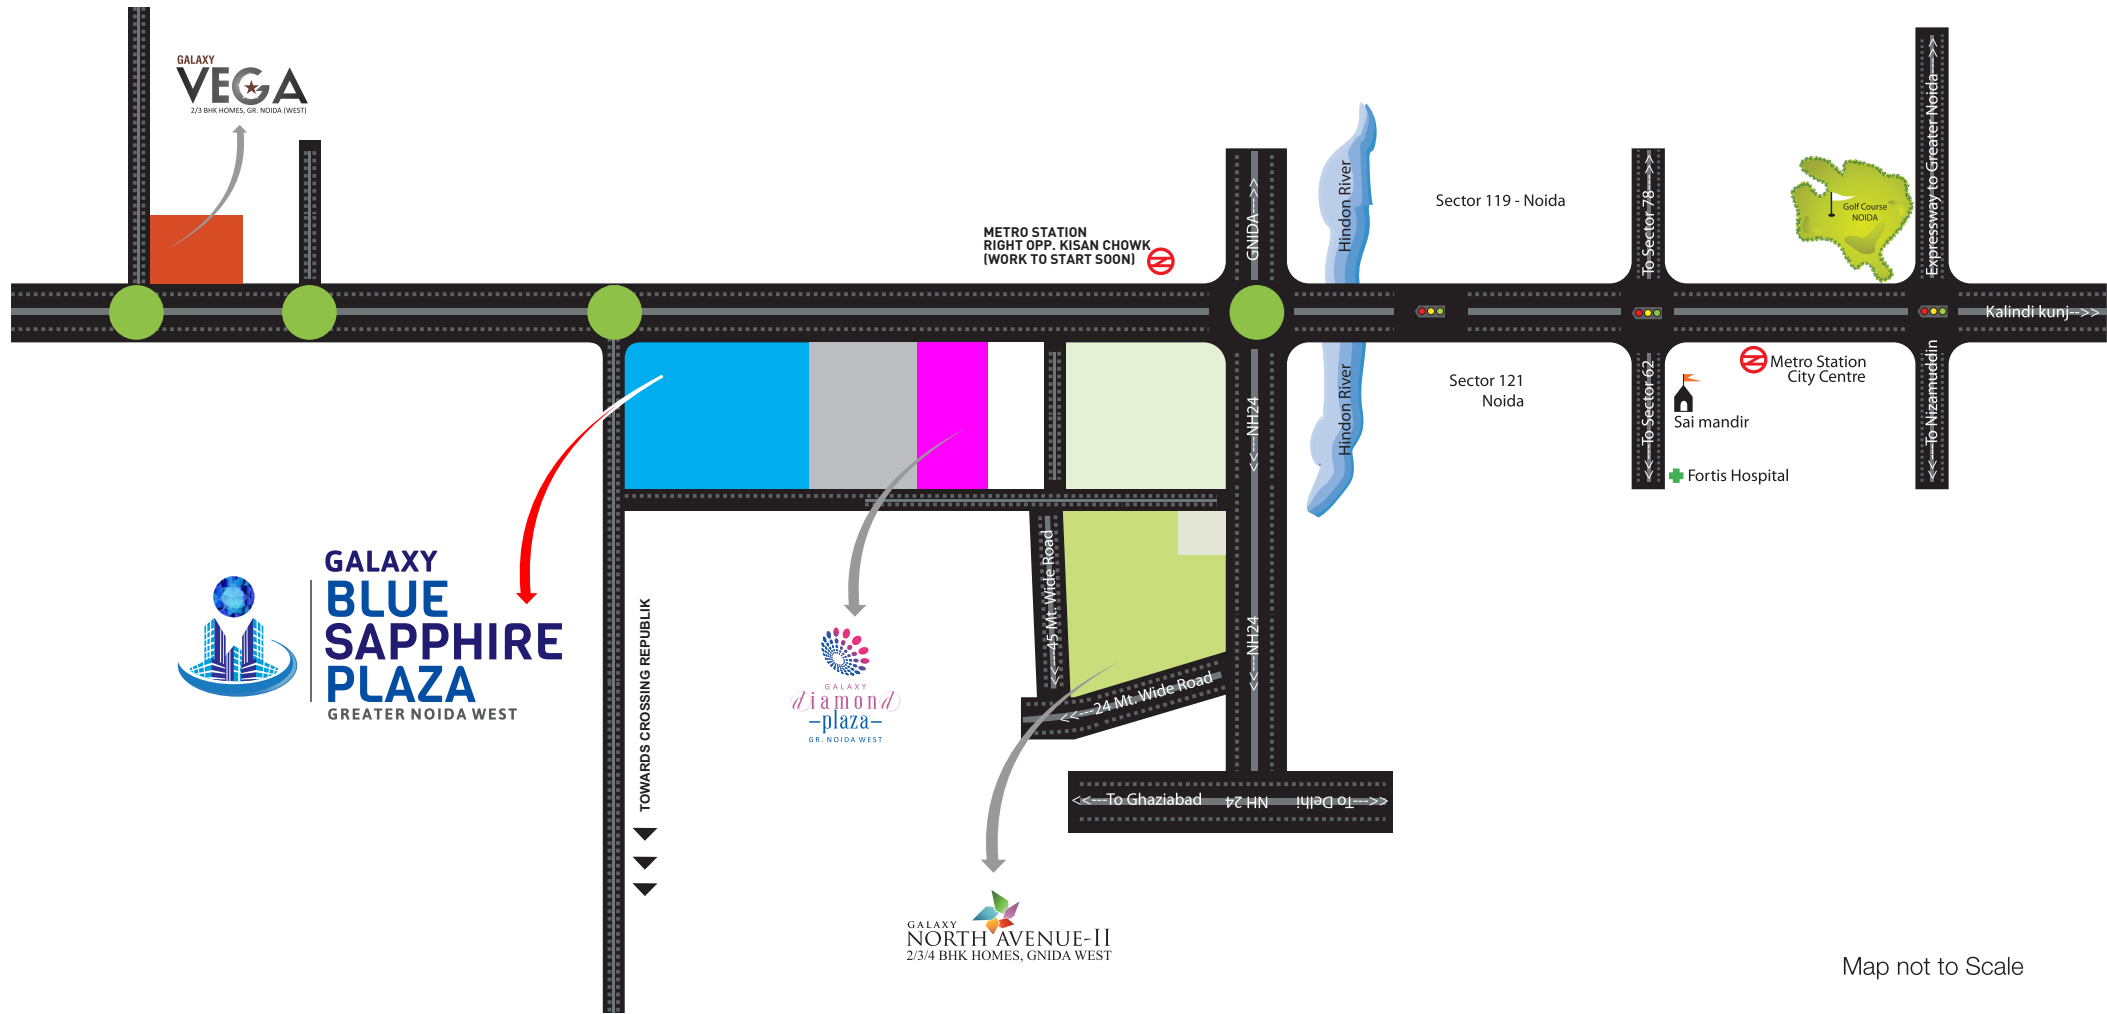 GALAXY
VEGA
2/3 BHK HOMES, GR. NOIDA (WEST)
METRO STATION
RIGHT OPP. KISAN CHOWK
(WORK TO START SOON)
GNIDA--->>
Hindon River
Sector 119 - Noida
To Sector 78--->>
Golf Course
NOIDA
Expressway to Greater Noida--->>
Kalindi kunj-->>
<<----NH24
Hindon River
Sector 121
Noida
<<----To Sector 62
Sai mandir
Fortis Hospital
Metro Station
City Centre
<<----To Nizamuddin
GALAXY
BLUE
SAPPHIRE
PLAZA
GREATER NOIDA WEST
TOWARDS CROSSING REPUBLIK
GALAXY
diamond
plaza
GR. NOIDA WEST
<<---45 Mt. Wide Road
<<----NH24
<<---24 Mt. Wide Road
<<---To Ghaziabad
NH 24
<<---To Delhi
GALAXY
NORTH AVENUE-II
2/3/4 BHK HOMES, GNIDA WEST
Map not to Scale